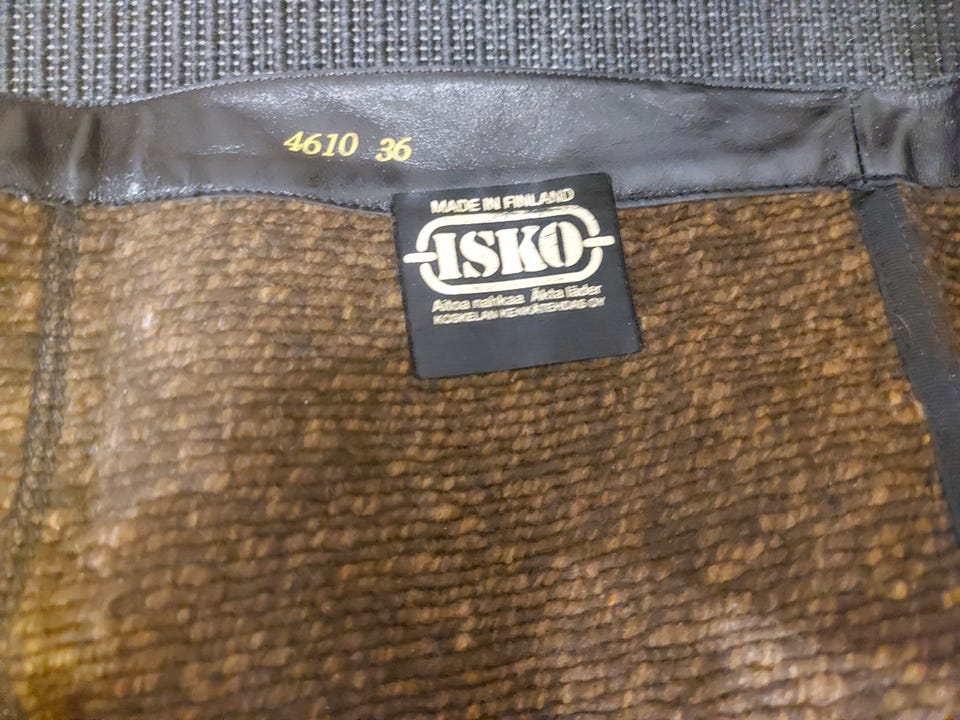 4610 36
MADE IN FINLAND
ISKO
Aitoa nahkaa Äkta läder
KOSKELAN KENKÄTEHDAS OY